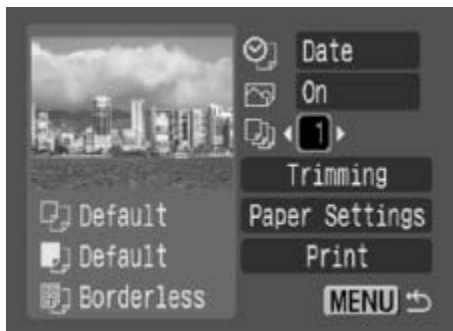 Date
On
1
Trimming
Default
Paper Settings
Default
Print
Borderless
MENU